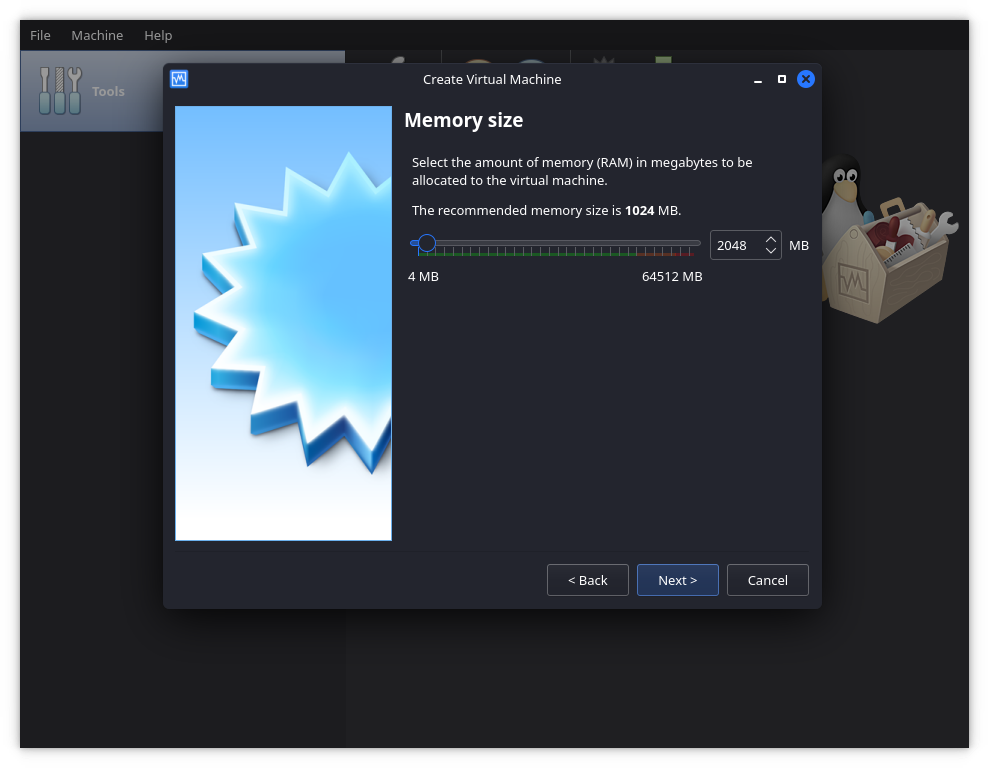 File Machine Help
Tools
Create Virtual Machine
Memory size
Select the amount of memory (RAM) in megabytes to be
allocated to the virtual machine.
The recommended memory size is 1024 MB.
2048 MB
4 MB 64512 MB
< Back Next > Cancel